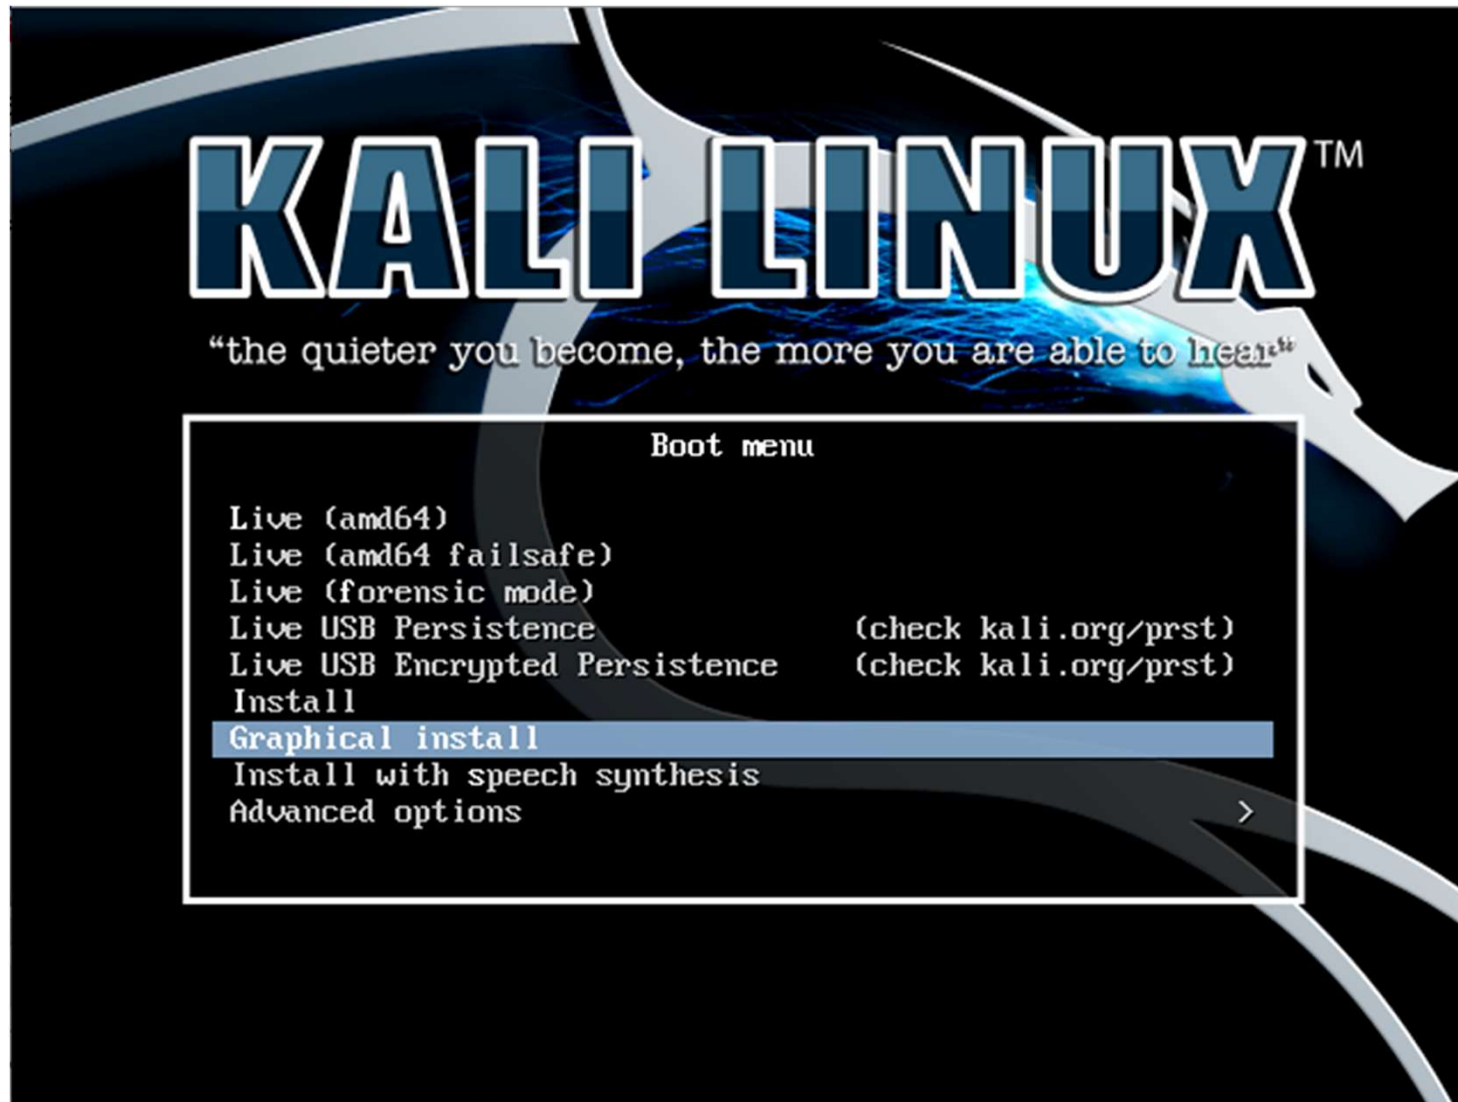 KALI LINUX™
“the quieter you become, the more you are able to hear”
Boot menu
Live (amd64)
Live (amd64 failsafe)
Live (forensic mode)
Live USB Persistence (check kali.org/prst)
Live USB Encrypted Persistence (check kali.org/prst)
Install
Graphical install
Install with speech synthesis
Advanced options >